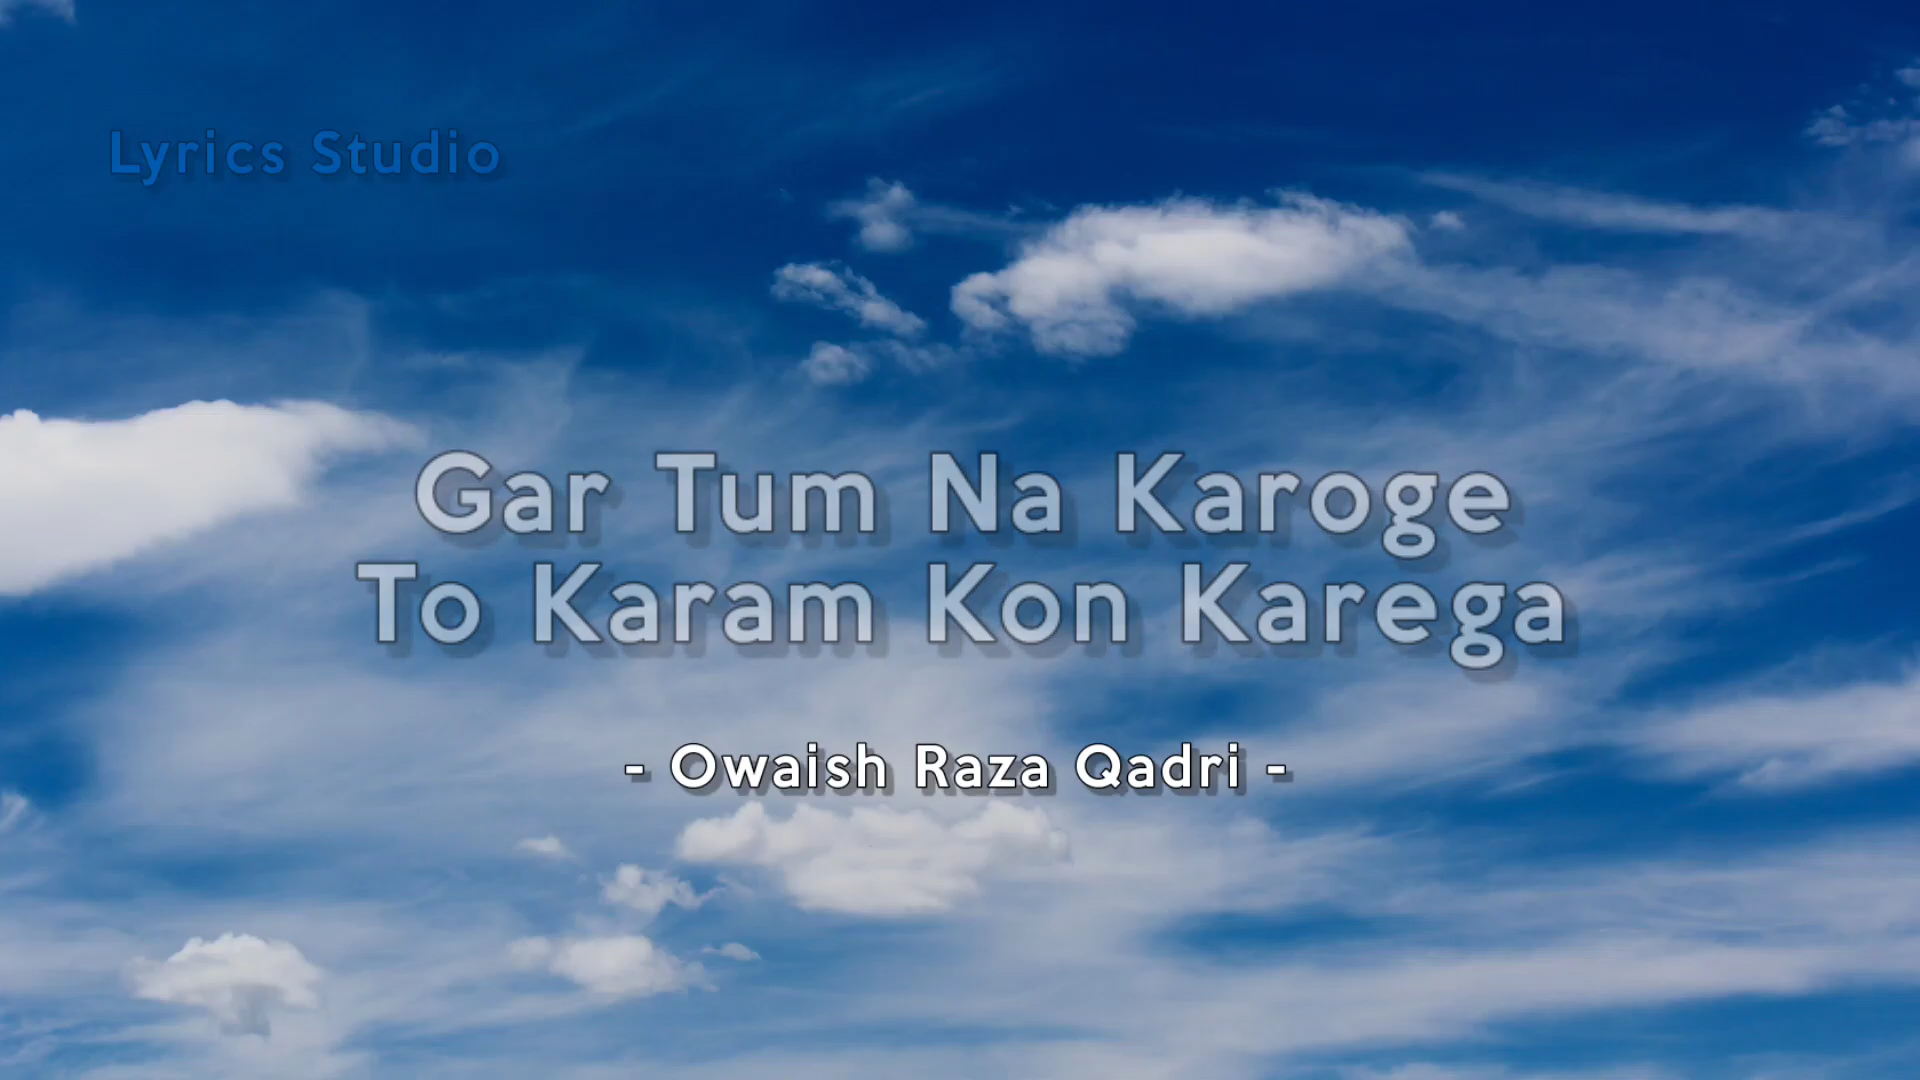 Lyrics Studio
Gar Tum Na Karoge
To Karam Kon Karega
- Owaish Raza Qadri -